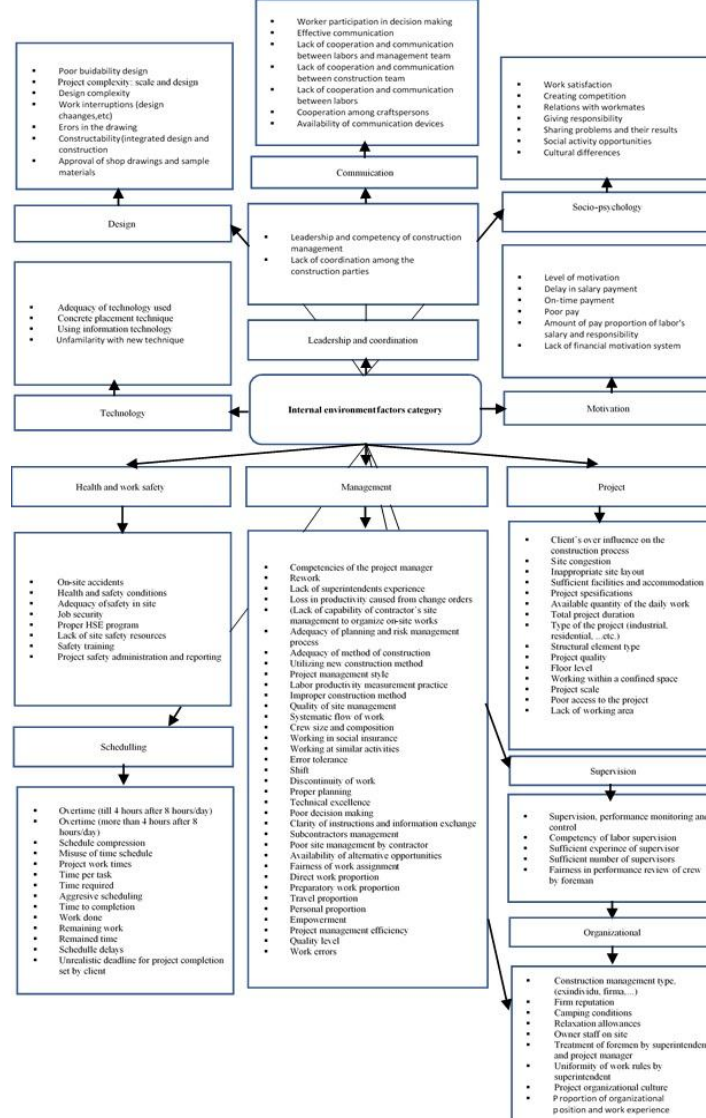 ▪ Worker participation in decision making
▪ Effective communication
▪ Lack of cooperation and communication
between labors and management team
▪ Lack of cooperation and communication
between construction team
▪ Lack of cooperation and communication
between labors
▪ Cooperation among craftspersons
▪ Availability of communication devices
▪ Poor buidability design
▪ Project complexity: scale and design
▪ Design complexity
▪ Work interruptions (design
chaanges,etc)
▪ Erors in the drawing
▪ Constructability(integrated design and
construction
▪ Approval of shop drawings and sample
materials
▪ Work satisfaction
▪ Creating competition
▪ Relations with workmates
▪ Giving responsibility
▪ Sharing problems and their results
▪ Social activity opportunities
▪ Cultural differences
Commuication
Design
Socio-psychology
▪ Leadership and competency of construction
management
▪ Lack of coordination among the
construction parties
▪ Adequacy of technology used
▪ Concrete placement technique
▪ Using information technology
▪ Unfamilarity with new technique
▪ Level of motivation
▪ Delay in salary payment
▪ On-time payment
▪ Poor pay
▪ Amount of pay proportion of labor's
salary and responsibility
▪ Lack of financial motivation system
Leadership and coordination
Technology
Internal environment factors category
Motivation
Health and work safety
Management
Project
▪ On-site accidents
▪ Health and safety conditions
▪ Adequacy of safety in site
▪ Job security
▪ Proper HSE program
▪ Lack of site safety resources
▪ Safety training
▪ Project safety administration and reporting
▪ Competencies of the project manager
▪ Rework
▪ Lack of superintendents experience
▪ Loss in productivity caused from change orders
▪ (Lack of capability of contractor´s site
management to organize on-site works
▪ Adequacy of planning and risk management
process
▪ Adequacy of method of construction
▪ Utilizing new construction method
▪ Project management style
▪ Labor productivity measurement practice
▪ Improper construction method
▪ Quality of site management
▪ Systematic flow of work
▪ Crew size and composition
▪ Working in social insurance
▪ Working at similar activities
▪ Error tolerance
▪ Shift
▪ Discontinuity of work
▪ Proper planning
▪ Technical excellence
▪ Poor decision making
▪ Clarity of instructions and information exchange
▪ Subcontractors management
▪ Poor site management by contractor
▪ Availability of alternative opportunities
▪ Fairness of work assignment
▪ Direct work proportion
▪ Preparatory work proportion
▪ Travel proportion
▪ Personal proportion
▪ Empowerment
▪ Project management efficiency
▪ Quality level
▪ Work errors
▪ Client´s over influence on the
construction process
▪ Site congestion
▪ Inappropriate site layout
▪ Sufficient facilities and accommodation
▪ Project spesifications
▪ Available quantity of the daily work
▪ Total project duration
▪ Type of the project (industrial,
residential, ...etc.)
▪ Structural element type
▪ Project quality
▪ Floor level
▪ Working within a confined space
▪ Project scale
▪ Poor access to the project
▪ Lack of working area
Schedulling
▪ Overtime (till 4 hours after 8 hours/day)
▪ Overtime (more than 4 hours after 8
hours/day)
▪ Schedule compression
▪ Misuse of time schedule
▪ Project work times
▪ Time per task
▪ Time required
▪ Aggresive scheduling
▪ Time to completion
▪ Work done
▪ Remaining work
▪ Remained time
▪ Schedulle delays
▪ Unrealistic deadline for project completion
set by client
Supervision
▪ Supervision, performance monitoring and
control
▪ Competency of labor supervision
▪ Sufficient experince of supervisor
▪ Sufficient number of supervisors
▪ Fairness in performance review of crew
by foreman
Organizational
▪ Construction management type,
(exindividu, firma,...)
▪ Firm reputation
▪ Camping conditions
▪ Relaxation allowances
▪ Owner staff on site
▪ Treatment of foremen by superintendent
and project manager
▪ Uniformity of work rules by
superintendent
▪ Project organizational culture
▪ Proportion of organizational
position and work experience